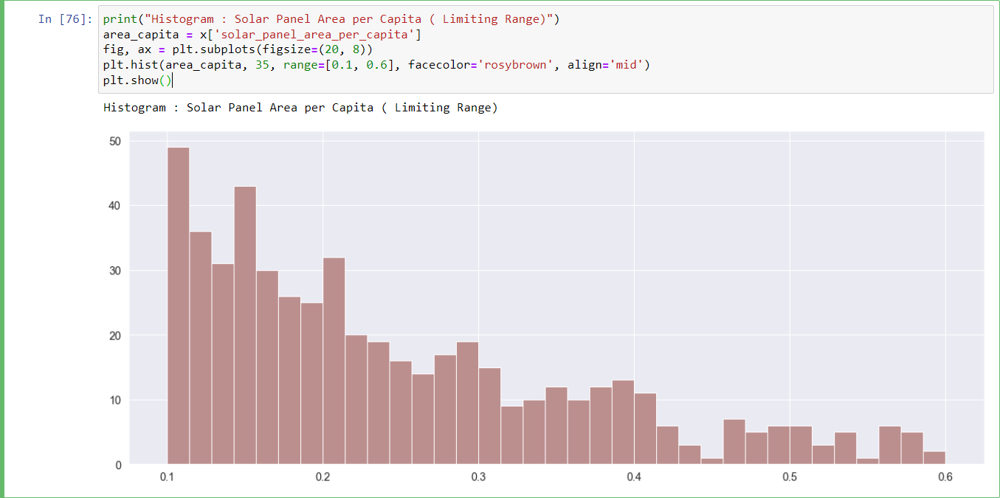 In [76]: print("Histogram : Solar Panel Area per Capita ( Limiting Range)")
area_capita = x['solar_panel_area_per_capita']
fig, ax = plt.subplots(figsize=(20, 8))
plt.hist(area_capita, 35, range=[0.1, 0.6], facecolor='rosybrown', align='mid')
plt.show()
Histogram : Solar Panel Area per Capita ( Limiting Range)
50
40
30
20
10
0
0.1 0.2 0.3 0.4 0.5 0.6